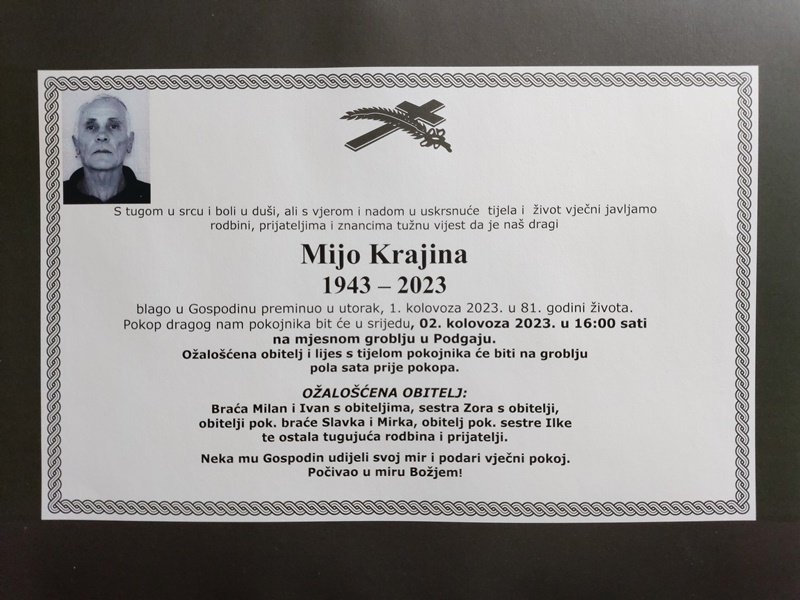 S tugom u srcu i boli u duši, ali s vjerom i nadom u uskrsnuće tijela i život vječni javljamo
rodbini, prijateljima i znancima tužnu vijest da je naš dragi
Mijo Krajina
1943 – 2023
blago u Gospodinu preminuo u utorak, 1. kolovoza 2023. u 81. godini života.
Pokop dragog nam pokojnika bit će u srijedu, 02. kolovoza 2023. u 16:00 sati
na mjesnom groblju u Podgaju.
Ožalošćena obitelj i lijes s tijelom pokojnika će biti na groblju
pola sata prije pokopa.
OŽALOŠĆENA OBITELJ:
Braća Milan i Ivan s obiteljima, sestra Zora s obitelji,
obitelji pok. braće Slavka i Mirka, obitelj pok. sestre Ilke
te ostala tugujuća rodbina i prijatelji.
Neka mu Gospodin udijeli svoj mir i podari vječni pokoj.
Počivao u miru Božjem!